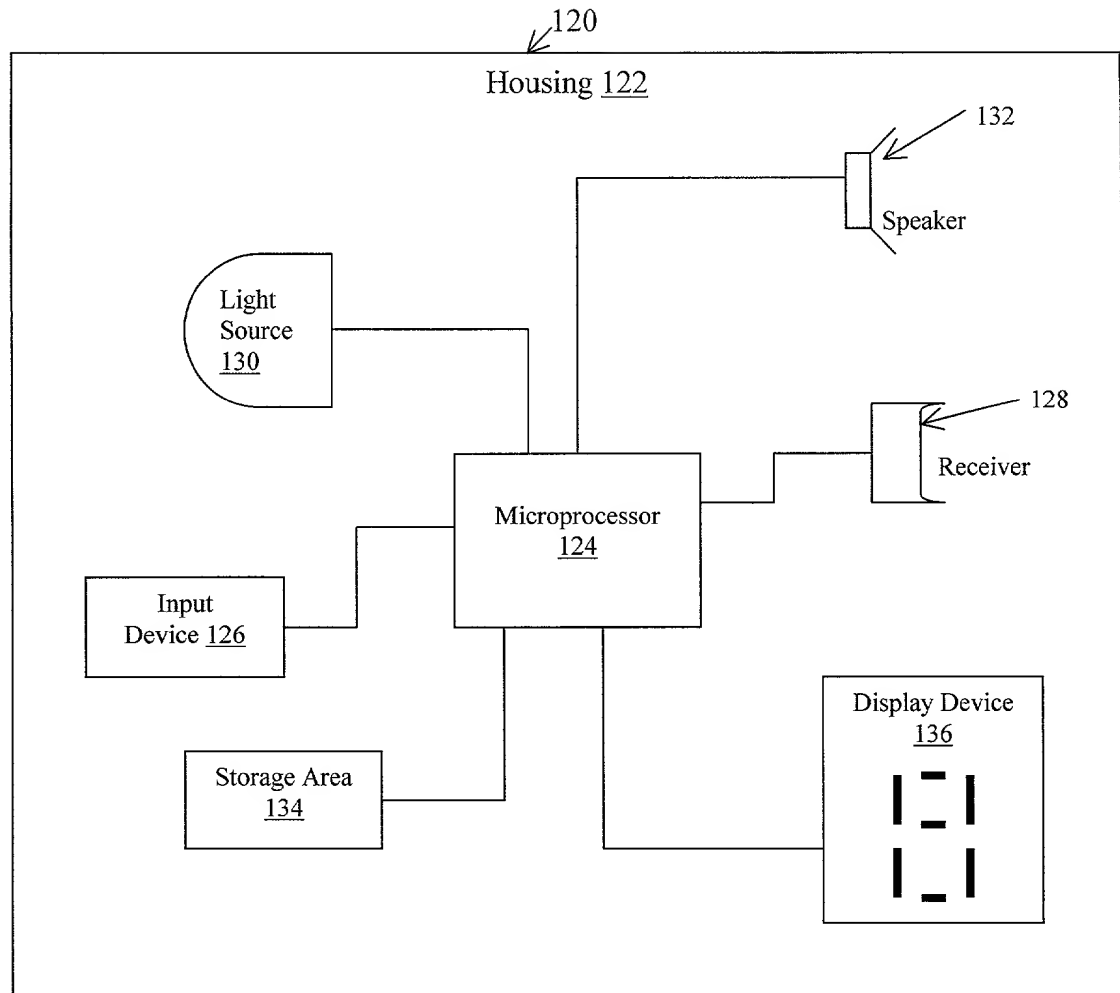 120
Housing 122
132
Speaker
Light
Source
130
128
Receiver
Microprocessor
124
Input
Device 126
Display Device
136
Storage Area
134